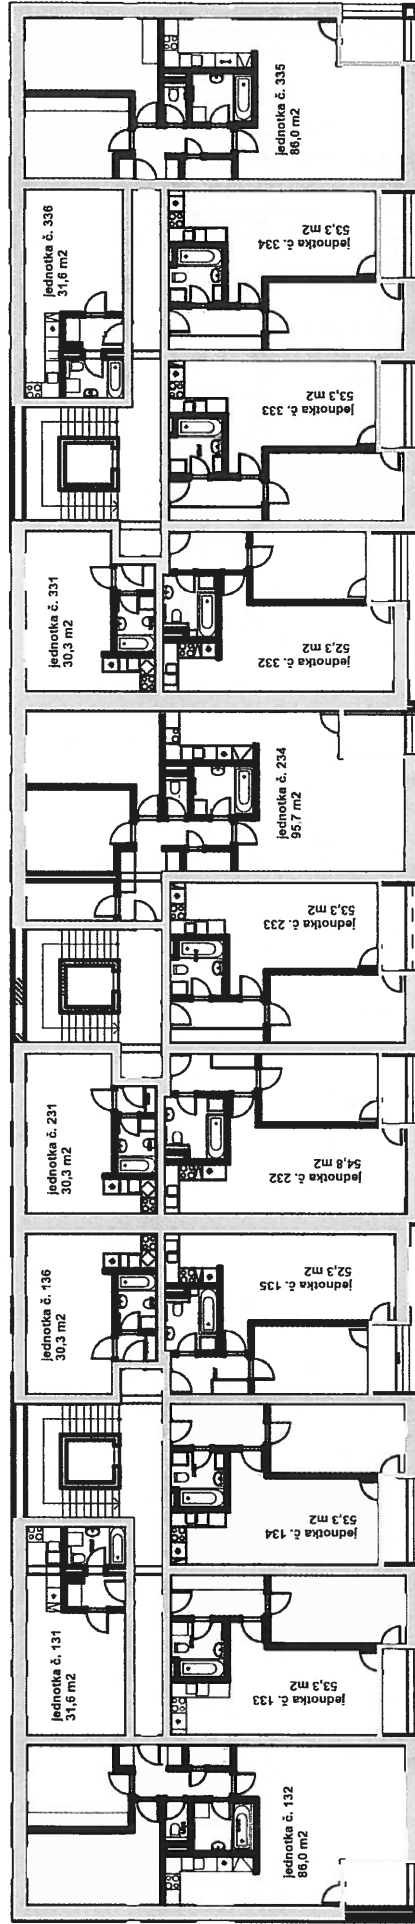 jednotka č. 335
86,0 m2
jednotka č. 336
31,6 m2
jednotka č. 334
53,3 m2
jednotka č. 333
53,3 m2
jednotka č. 331
30,3 m2
jednotka č. 332
52,3 m2
jednotka č. 234
95,7 m2
jednotka č. 233
53,3 m2
jednotka č. 231
30,3 m2
jednotka č. 232
54,8 m2
jednotka č. 136
30,3 m2
jednotka č. 135
52,3 m2
jednotka č. 134
53,3 m2
jednotka č. 131
31,6 m2
jednotka č. 133
53,3 m2
jednotka č. 132
86,0 m2